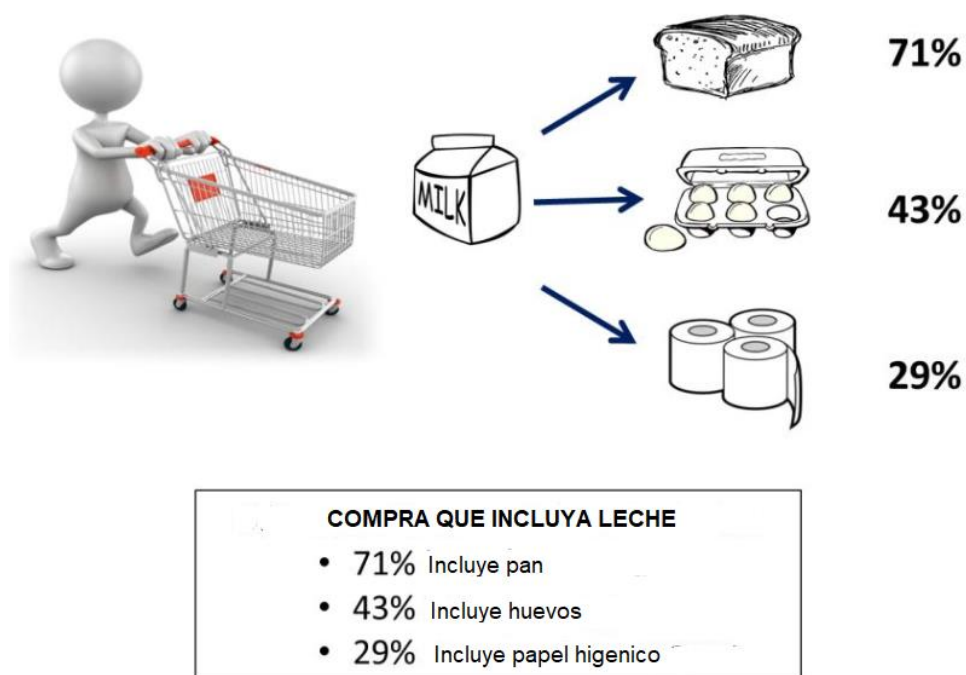 71%
MILK
43%
29%
COMPRA QUE INCLUYA LECHE
• 71% Incluye pan
• 43% Incluye huevos
• 29% Incluye papel higenico